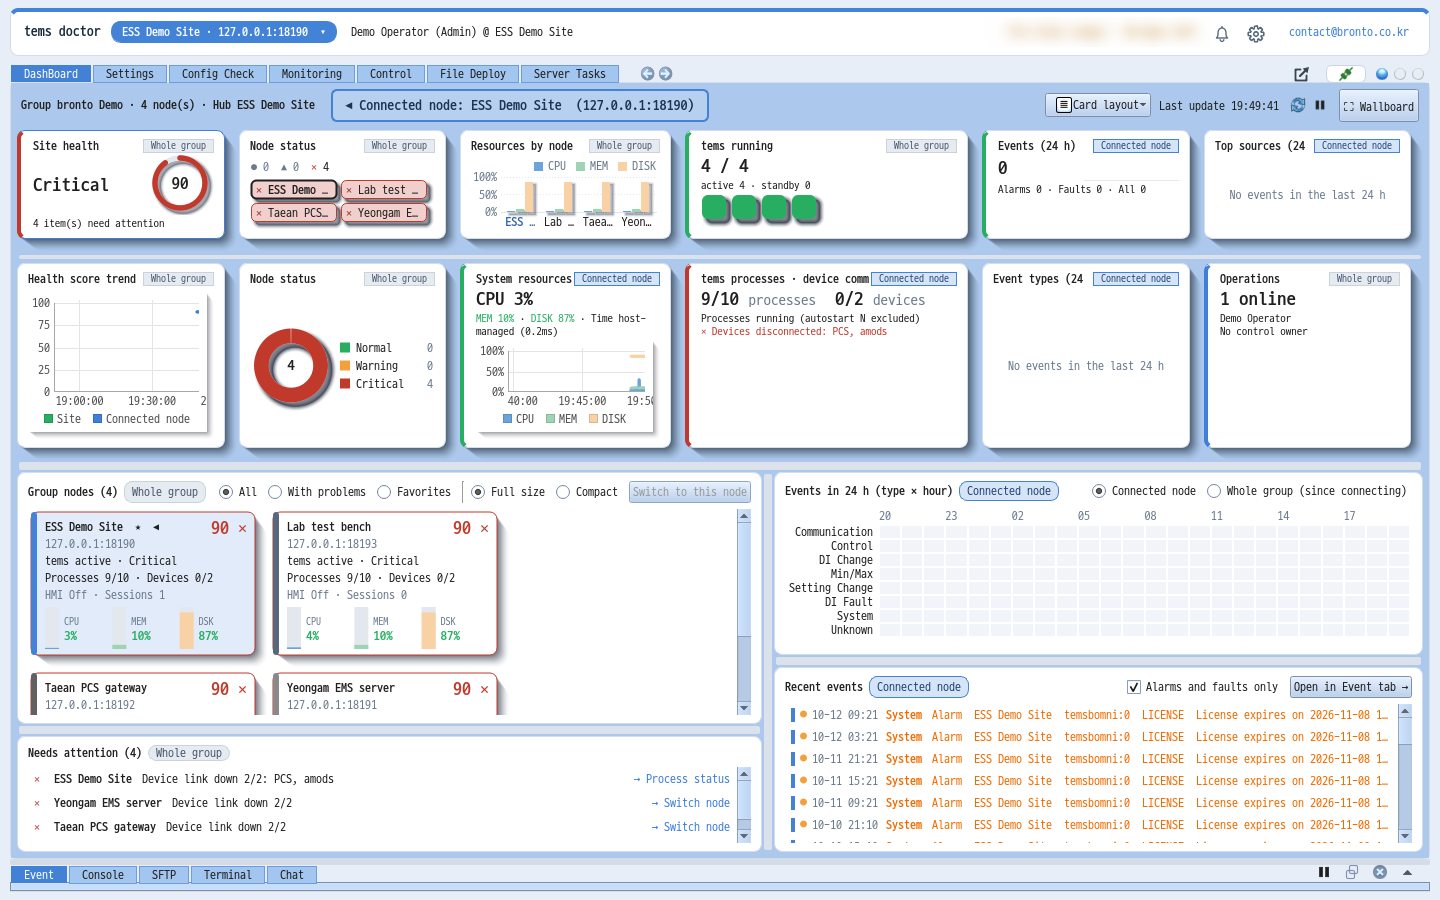 tems doctor
ESS Demo Site · 127.0.0.1:18190 ▾
Demo Operator (Admin) @ ESS Demo Site
contact@bronto.co.kr
DashBoard
Settings
Config Check
Monitoring
Control
File Deploy
Server Tasks
Group bronto Demo · 4 node(s) · Hub ESS Demo Site
◂ Connected node: ESS Demo Site (127.0.0.1:18190)
Card layout
Last update 19:49:41
Wallboard
Site health
Whole group
Critical
90
4 item(s) need attention
Node status
Whole group
● 0 ▲ 0 × 4
× ESS Demo …
× Lab test …
× Taean PCS…
× Yeongam E…
Resources by node
Whole group
CPU
MEM
DISK
100%
50%
0%
ESS …
Lab …
Taea…
Yeon…
tems running
Whole group
4 / 4
active 4 · standby 0
Events (24 h)
Connected node
0
Alarms 0 · Faults 0 · All 0
Top sources (24
Connected node
No events in the last 24 h
Health score trend
Whole group
100
75
50
25
0
19:00:00
19:30:00
2
Site
Connected node
Node status
Whole group
4
Normal 0
Warning 0
Critical 4
System resources
Connected node
CPU 3%
MEM 10% · DISK 87% · Time host-
managed (0.2ms)
100%
50%
0%
40:00
19:45:00
19:50
CPU
MEM
DISK
tems processes · device comm
Connected node
9/10 processes 0/2 devices
Processes running (autostart N excluded)
× Devices disconnected: PCS, amods
Event types (24
Connected node
No events in the last 24 h
Operations
Whole group
1 online
Demo Operator
No control owner
Group nodes (4)
Whole group
All
With problems
Favorites
Full size
Compact
Switch to this node
ESS Demo Site ★ ◂
90 ×
127.0.0.1:18190
tems active · Critical
Processes 9/10 · Devices 0/2
HMI Off · Sessions 1
CPU
3%
MEM
10%
DSK
87%
Lab test bench
90 ×
127.0.0.1:18193
tems active · Critical
Processes 9/10 · Devices 0/2
HMI Off · Sessions 0
CPU
4%
MEM
10%
DSK
87%
Taean PCS gateway
90 ×
127.0.0.1:18192
Yeongam EMS server
90 ×
127.0.0.1:18191
Needs attention (4)
Whole group
× ESS Demo Site Device link down 2/2: PCS, amods → Process status
× Yeongam EMS server Device link down 2/2 → Switch node
× Taean PCS gateway Device link down 2/2 → Switch node
Events in 24 h (type × hour)
Connected node
Connected node
Whole group (since connecting)
20 23 02 05 08 11 14 17
Communication
Control
DI Change
Min/Max
Setting Change
DI Fault
System
Unknown
Recent events
Connected node
Alarms and faults only
Open in Event tab →
10-12 09:21 System Alarm ESS Demo Site temsbomni:0 LICENSE License expires on 2026-11-08 1…
10-12 03:21 System Alarm ESS Demo Site temsbomni:0 LICENSE License expires on 2026-11-08 1…
10-11 21:21 System Alarm ESS Demo Site temsbomni:0 LICENSE License expires on 2026-11-08 1…
10-11 15:21 System Alarm ESS Demo Site temsbomni:0 LICENSE License expires on 2026-11-08 1…
10-11 09:21 System Alarm ESS Demo Site temsbomni:0 LICENSE License expires on 2026-11-08 1…
10-10 21:10 System Alarm ESS Demo Site temsbomni:0 LICENSE License expires on 2026-11-08 1…
Event
Console
SFTP
Terminal
Chat